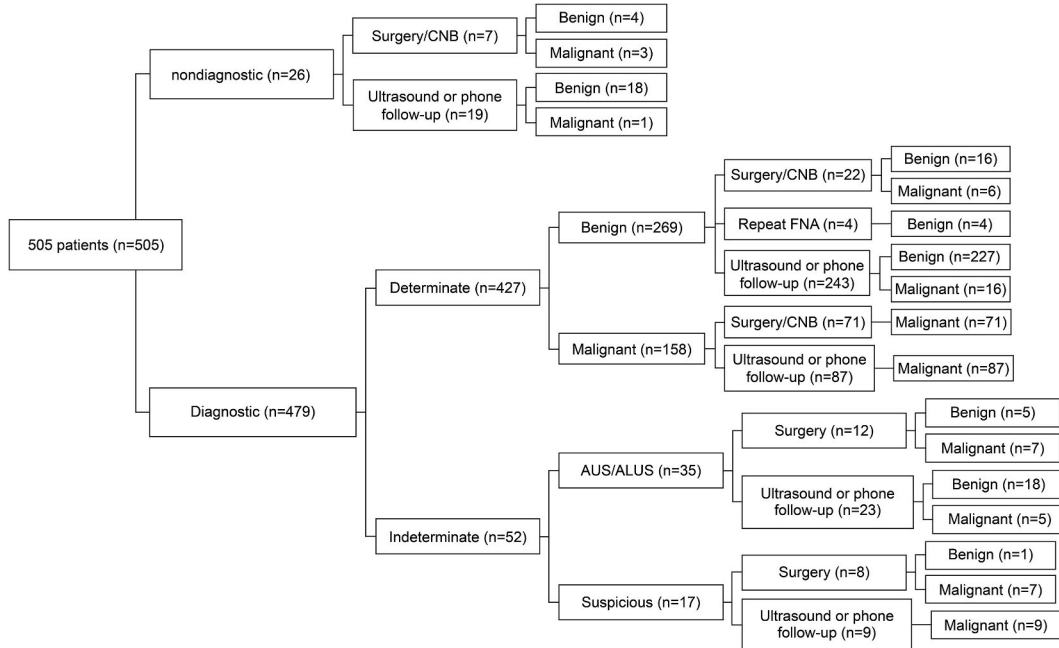 505 patients (n=505)
nondiagnostic (n=26)
Surgery/CNB (n=7)
Benign (n=4)
Malignant (n=3)
Ultrasound or phone
follow-up (n=19)
Benign (n=18)
Malignant (n=1)
Diagnostic (n=479)
Determinate (n=427)
Benign (n=269)
Surgery/CNB (n=22)
Benign (n=16)
Malignant (n=6)
Repeat FNA (n=4)
Benign (n=4)
Ultrasound or phone
follow-up (n=243)
Benign (n=227)
Malignant (n=16)
Malignant (n=158)
Surgery/CNB (n=71)
Malignant (n=71)
Ultrasound or phone
follow-up (n=87)
Malignant (n=87)
Indeterminate (n=52)
AUS/ALUS (n=35)
Surgery (n=12)
Benign (n=5)
Malignant (n=7)
Ultrasound or phone
follow-up (n=23)
Benign (n=18)
Malignant (n=5)
Suspicious (n=17)
Surgery (n=8)
Benign (n=1)
Malignant (n=7)
Ultrasound or phone
follow-up (n=9)
Malignant (n=9)